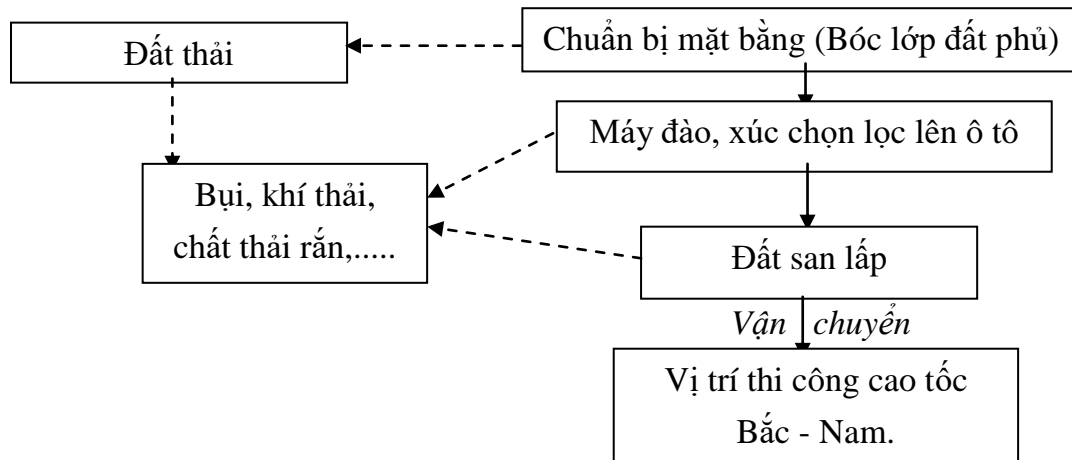 Chuẩn bị mặt bằng (Bóc lớp đất phủ)
Đất thải
Máy đào, xúc chọn lọc lên ô tô
Bụi, khí thải,
chất thải rắn,.....
Đất san lấp
Vận chuyển
Vị trí thi công cao tốc
Bắc - Nam.